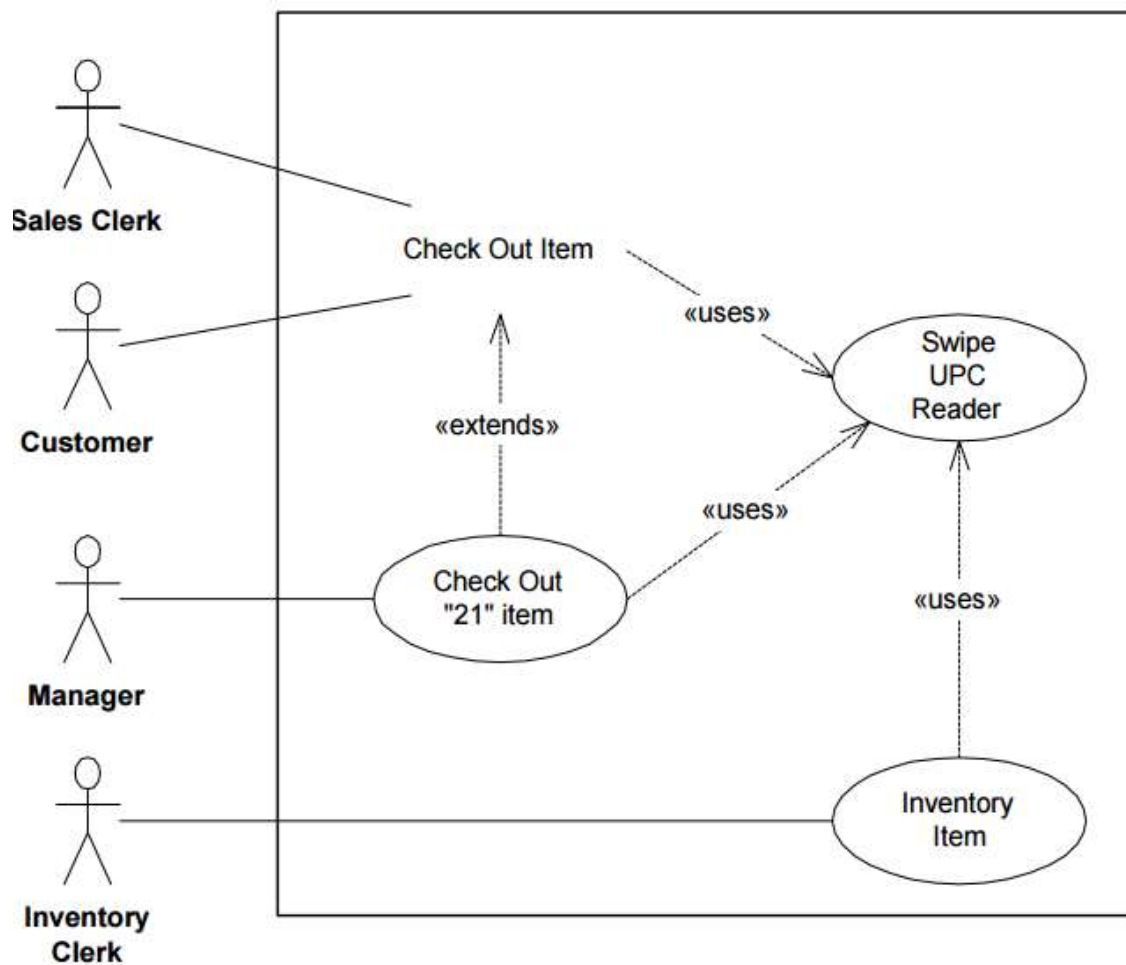 Sales Clerk
Check Out Item
«uses»
Swipe
UPC
Reader
Customer
«extends»
«uses»
Check Out
"21" item
«uses»
Manager
Inventory
Item
Inventory
Clerk